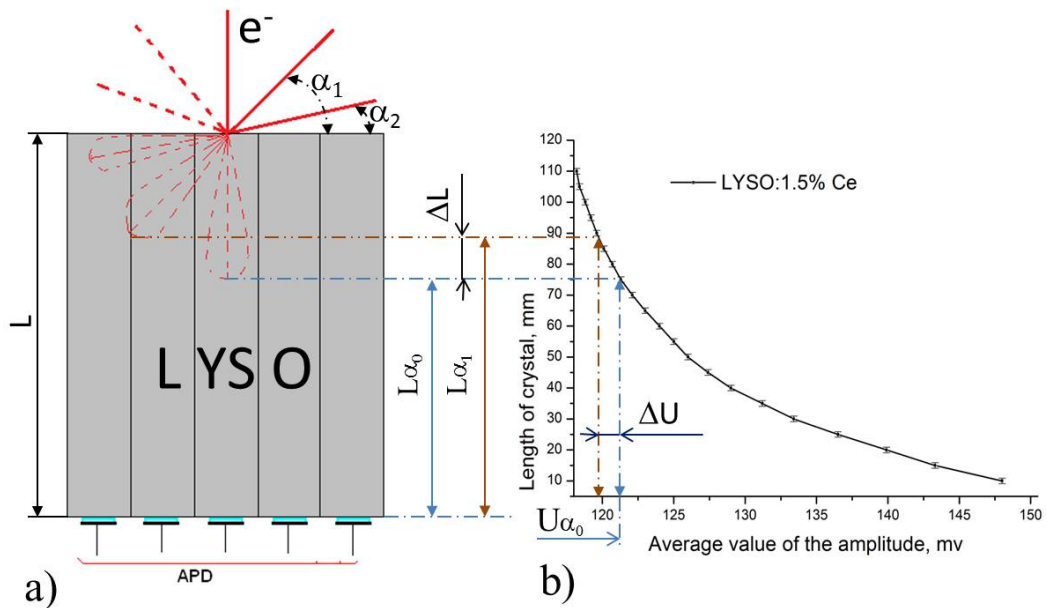 e-
α1
α2
L
LYSO
ΔL
Lα0
Lα1
APD
a)
120
110
100
90
80
70
60
50
40
30
20
10
Length of crystal, mm
LYSO:1.5% Ce
ΔU
120 125 130 135 140 145 150
Uα0
Average value of the amplitude, mv
b)